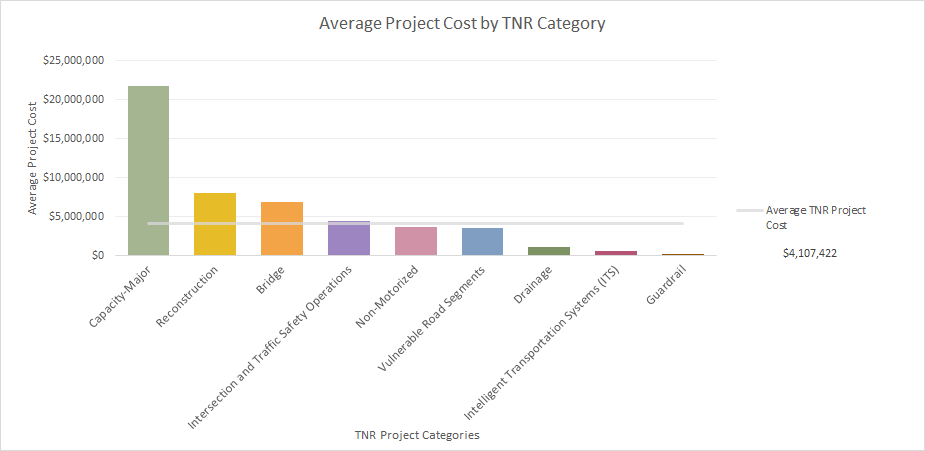 Average Project Cost by TNR Category
Average Project Cost
$25,000,000
$20,000,000
$15,000,000
$10,000,000
$5,000,000
$0
Capacity-Major
Reconstruction
Bridge
Intersection and Traffic Safety Operations
Non-Motorized
Vulnerable Road Segments
Drainage
Intelligent Transportation Systems (ITS)
Guardrail
TNR Project Categories
Average TNR Project
Cost
$4,107,422